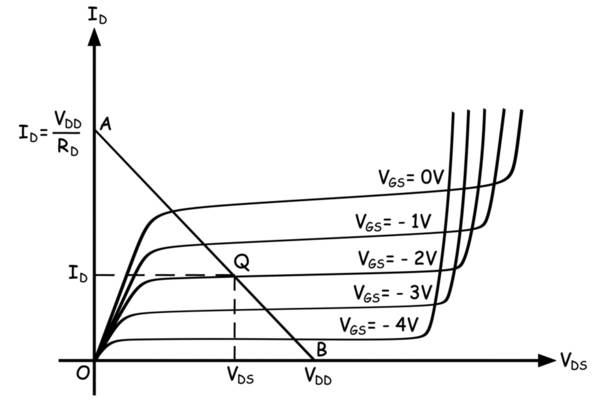 I_D
A
I_D = V_DD / R_D
V_GS = 0V
V_GS = - 1V
V_GS = - 2V
I_D
Q
V_GS = - 3V
V_GS = - 4V
B
O
V_DS
V_DD
V_DS